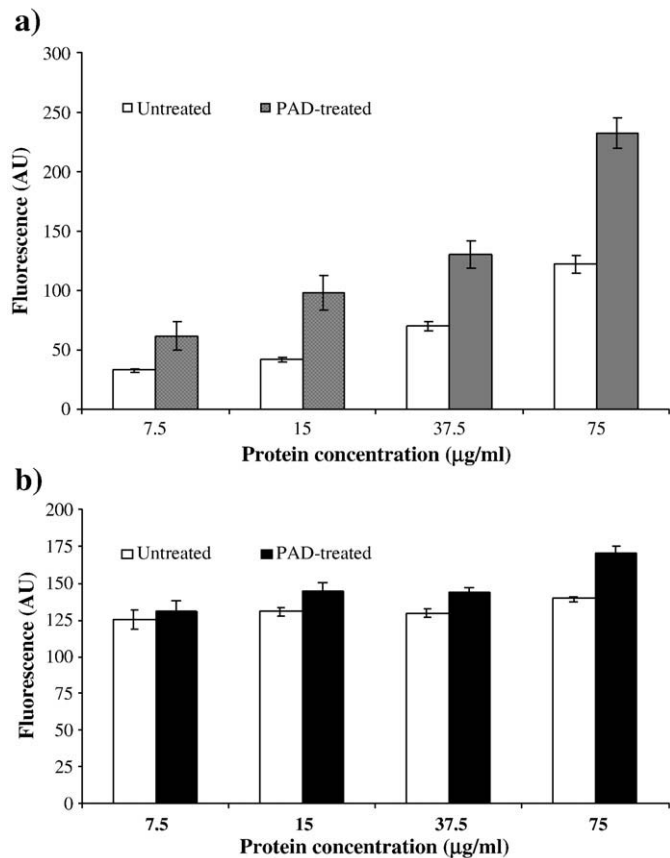 a)
300
250
200
150
100
50
0
Fluorescence (AU)
Untreated PAD-treated
7.5 15 37.5 75
Protein concentration (μg/ml)
b)
200
175
150
125
100
75
50
25
0
Fluorescence (AU)
Untreated PAD-treated
7.5 15 37.5 75
Protein concentration (μg/ml)